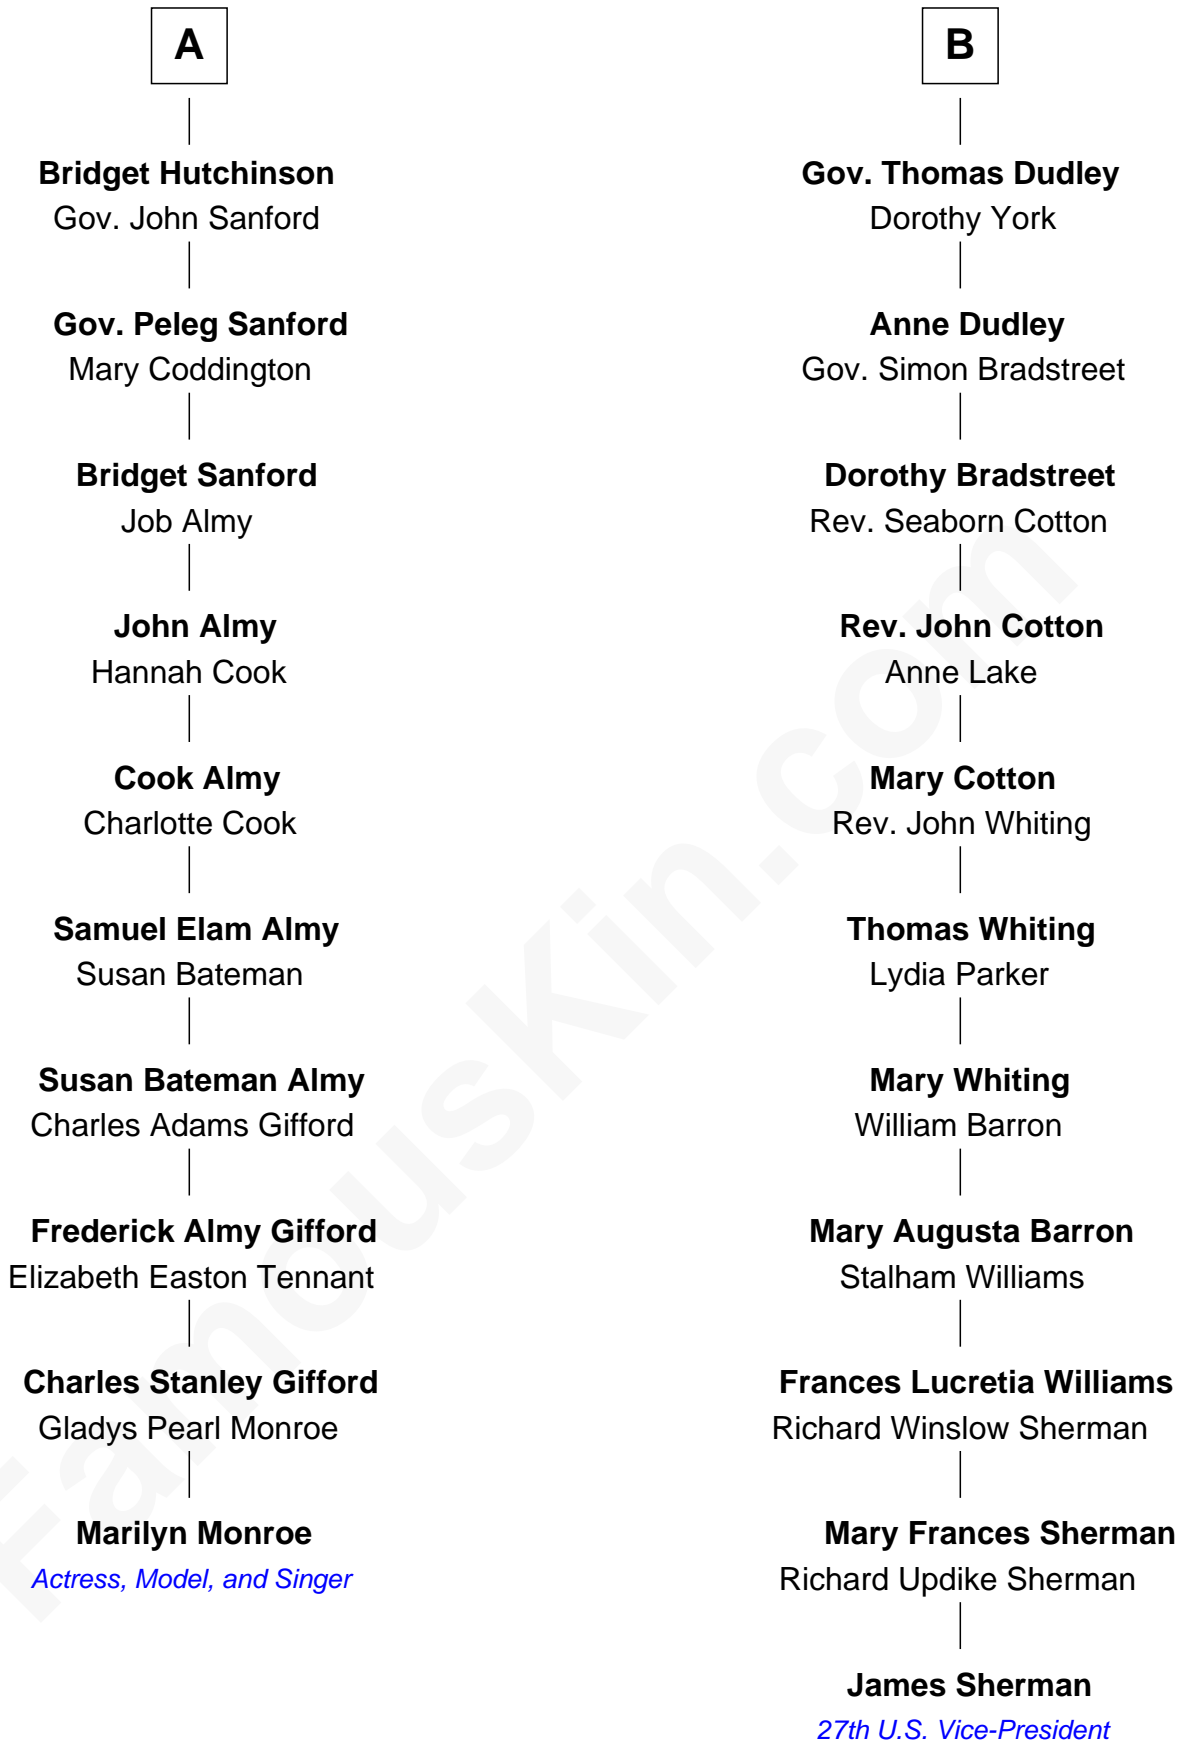 A
Bridget Hutchinson
Gov. John Sanford
Gov. Peleg Sanford
Mary Coddington
Bridget Sanford
Job Almy
John Almy
Hannah Cook
Cook Almy
Charlotte Cook
Samuel Elam Almy
Susan Bateman
Susan Bateman Almy
Charles Adams Gifford
Frederick Almy Gifford
Elizabeth Easton Tennant
Charles Stanley Gifford
Gladys Pearl Monroe
Marilyn Monroe
Actress, Model, and Singer
B
Gov. Thomas Dudley
Dorothy York
Anne Dudley
Gov. Simon Bradstreet
Dorothy Bradstreet
Rev. Seaborn Cotton
Rev. John Cotton
Anne Lake
Mary Cotton
Rev. John Whiting
Thomas Whiting
Lydia Parker
Mary Whiting
William Barron
Mary Augusta Barron
Stalham Williams
Frances Lucretia Williams
Richard Winslow Sherman
Mary Frances Sherman
Richard Updike Sherman
James Sherman
27th U.S. Vice-President
FamousKin.com